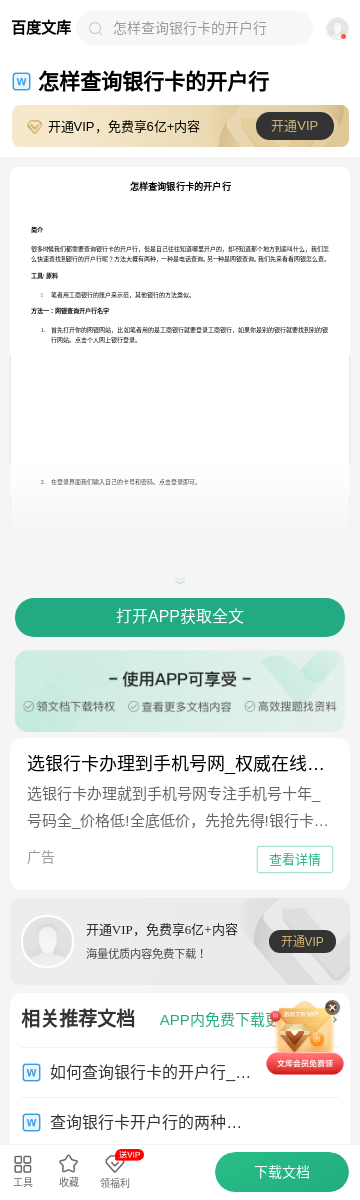 百度文库
怎样查询银行卡的开户行
怎样查询银行卡的开户行
开通VIP，免费享6亿+内容
开通VIP
怎样查询银行卡的开户行
简介
很多时候我们都需要查询银行卡的开户行，但是自己往往知道哪里开户的，却不知道那个地方到底叫什么，我们怎
么快速查找到银行的开户行呢？方法大概有两种，一种是电话查询。另一种是网银查询。我们先来看看网银怎么查。
工具/原料
笔者用工商银行的账户来示范，其他银行的方法类似。
方法一：网银查询开户行名字
1. 首先打开你的网银网站，比如笔者用的是工商银行就要登录工商银行，如果你是别的银行就要找到别的银
行网站。点击个人网上银行登录。
2. 在登录界面我们输入自己的卡号和密码。点击登录即可。
打开APP获取全文
– 使用APP可享受 –
领文档下载特权 查看更多文档内容 高效搜题找资料
选银行卡办理到手机号网_权威在线…
选银行卡办理就到手机号网专注手机号十年_
号码全_价格低!全底低价，先抢先得!银行卡…
广告
查看详情
开通VIP，免费享6亿+内容
海量优质内容免费下载！
开通VIP
相关推荐文档
APP内免费下载更
百度文库VIP
文库会员免费领
如何查询银行卡的开户行_…
查询银行卡开户行的两种…
工具
收藏
送VIP
领福利
下载文档